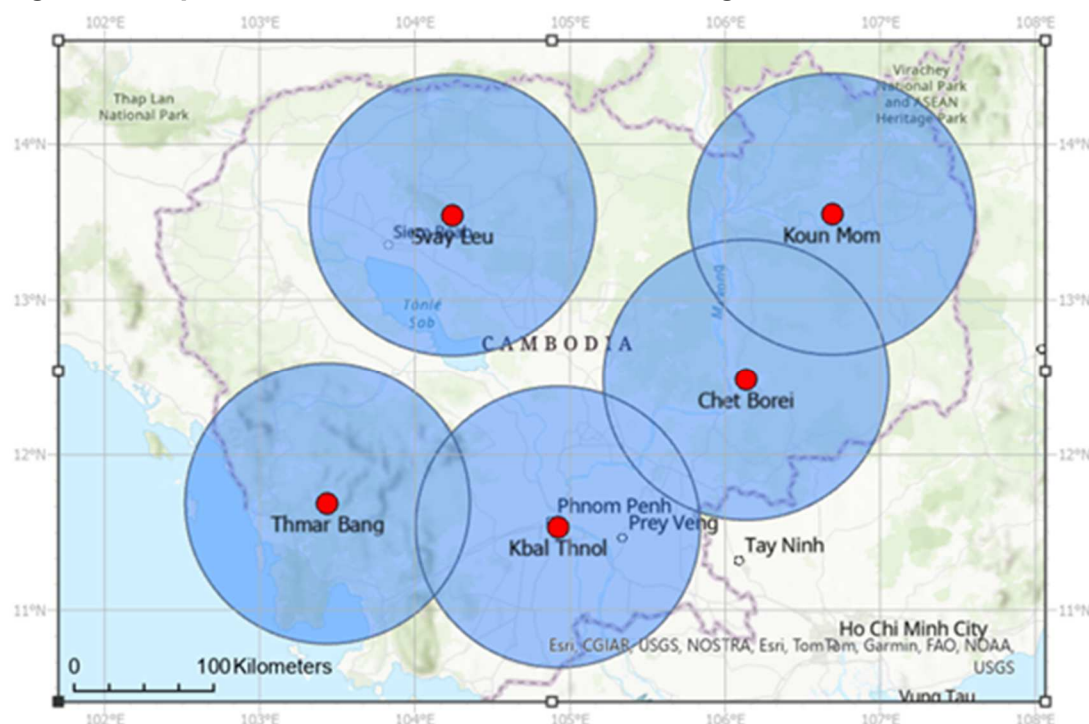 102°E 103°E 104°E 105°E 106°E 107°E 108°E
Thap Lan
National Park
Virachey
National Park
and ASEAN
Heritage Park
14°N 14°N
Siem Reap
Svay Leu
Koun Mom
13°N 13°N
Tônlé
Sab
CAMBODIA
Chet Borei
12°N 12°N
Phnom Penh
Thmar Bang
Prey Veng
Kbal Thnol
Tay Ninh
11°N 11°N
Ho Chi Minh City
Esri, CGIAR, USGS, NOSTRA, Esri, TomTom, Garmin, FAO, NOAA,
USGS
0 100 Kilometers
Vung Tau
102°E 103°E 104°E 105°E 106°E 107°E 108°E